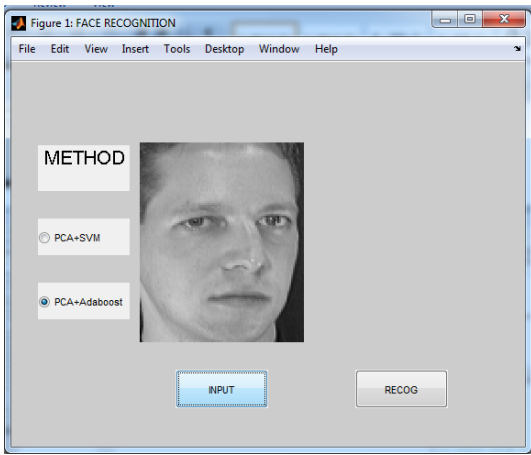 Figure 1: FACE RECOGNITION
File Edit View Insert Tools Desktop Window Help
METHOD
PCA+SVM
PCA+Adaboost
INPUT RECOG